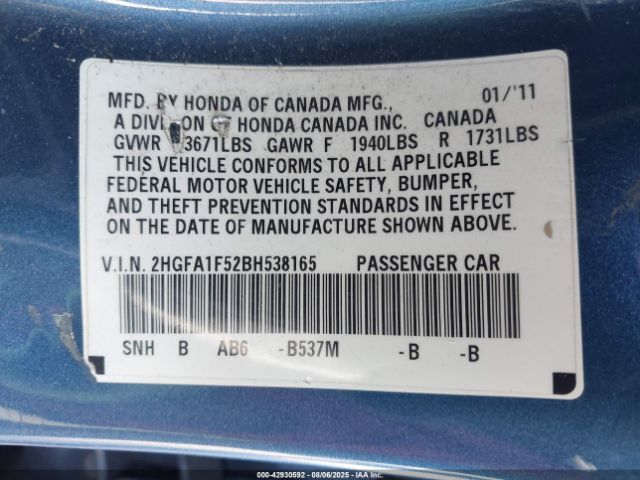 MFD. BY HONDA OF CANADA MFG., 01/'11
A DIVISION OF HONDA CANADA INC. CANADA
GVWR 3671LBS GAWR F 1940LBS R 1731LBS
THIS VEHICLE CONFORMS TO ALL APPLICABLE
FEDERAL MOTOR VEHICLE SAFETY, BUMPER,
AND THEFT PREVENTION STANDARDS IN EFFECT
ON THE DATE OF MANUFACTURE SHOWN ABOVE.
V.I.N. 2HGFA1F52BH538165 PASSENGER CAR
SNH B AB6 -B537M -B -B
000-42930592 - 08/06/2025 - IAAI.COM